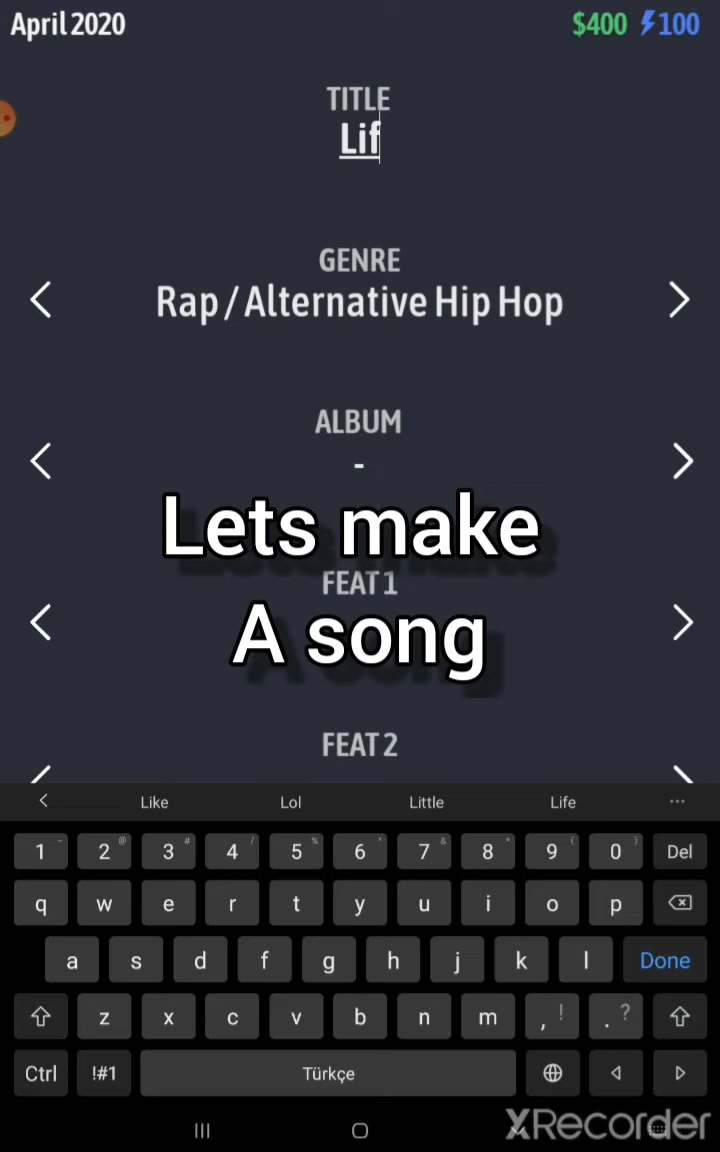 April 2020
$400 100
TITLE
Lif
GENRE
Rap / Alternative Hip Hop
ALBUM
-
Lets make
FEAT 1
A song
FEAT 2
Like Lol Little Life ...
1 2 3 4 5 6 7 8 9 0 Del
q w e r t y u i o p
a s d f g h j k l Done
z x c v b n m , ! . ?
Ctrl !#1 Türkçe
XRecorder